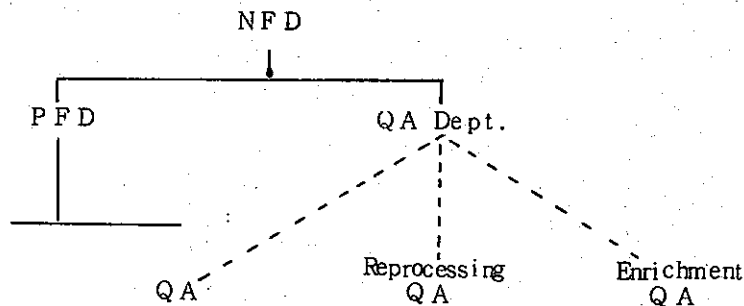 NFD
PFD
QA Dept.
QA
Reprocessing
QA
Enrichment
QA